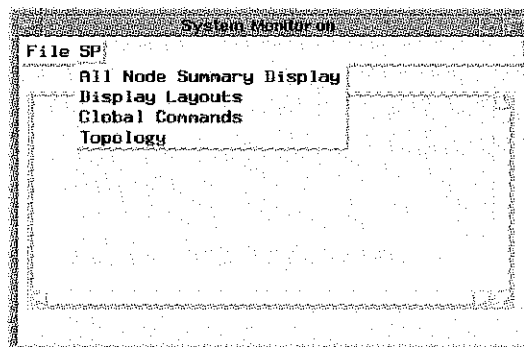 System Monitor on
File SP
All Node Summary Display
Display Layouts
Global Commands
Topology